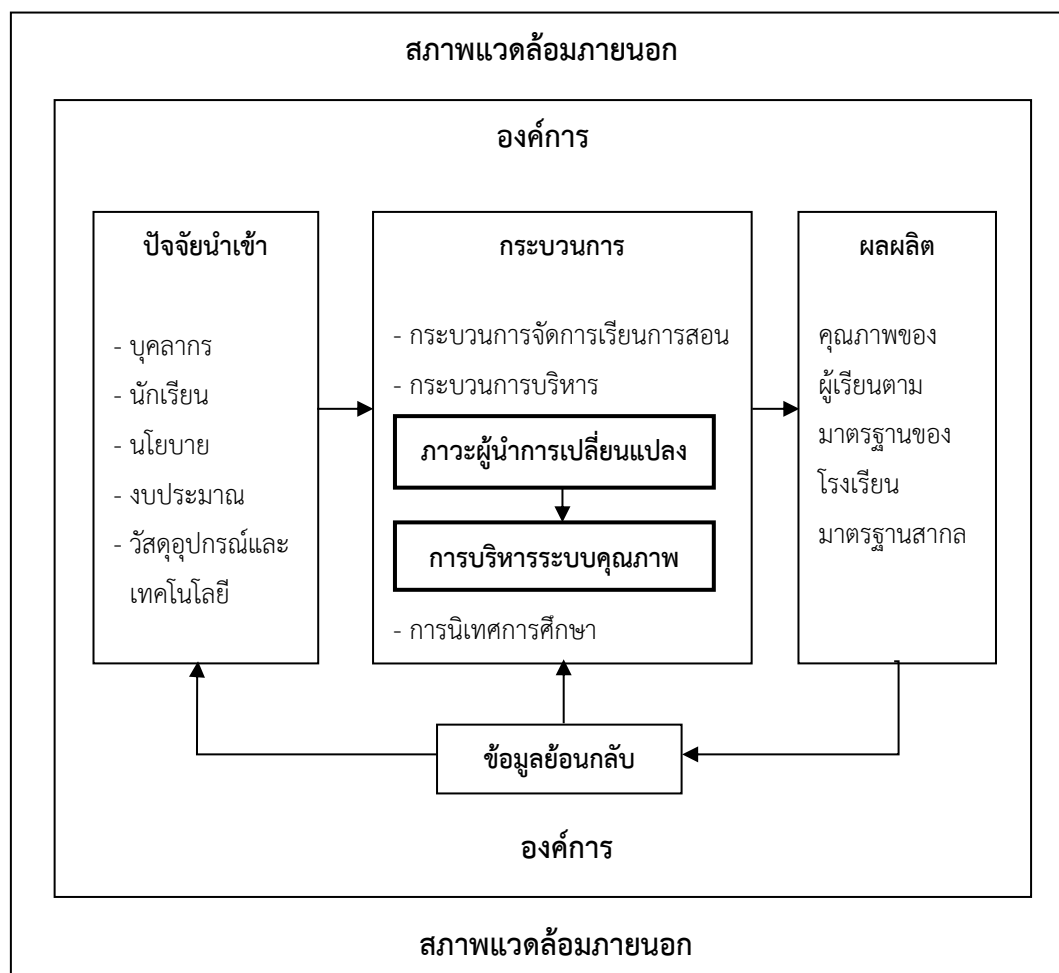 สภาพแวดล้อมภายนอก
องค์การ
ปัจจัยนำเข้า
- บุคลากร
- นักเรียน
- นโยบาย
- งบประมาณ
- วัสดุอุปกรณ์และ
เทคโนโลยี
กระบวนการ
- กระบวนการจัดการเรียนการสอน
- กระบวนการบริหาร
ภาวะผู้นำการเปลี่ยนแปลง
การบริหารระบบคุณภาพ
- การนิเทศการศึกษา
ผลผลิต
คุณภาพของ
ผู้เรียนตาม
มาตรฐานของ
โรงเรียน
มาตรฐานสากล
ข้อมูลย้อนกลับ
องค์การ
สภาพแวดล้อมภายนอก